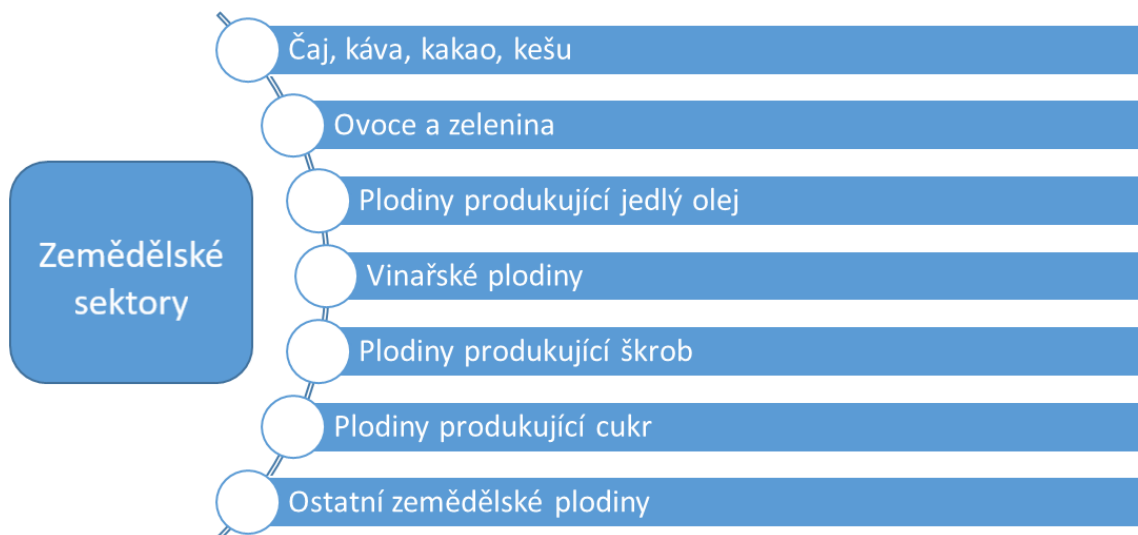 Zemědělské
sektory
Čaj, káva, kakao, kešu
Ovoce a zelenina
Plodiny produkující jedlý olej
Vinařské plodiny
Plodiny produkující škrob
Plodiny produkující cukr
Ostatní zemědělské plodiny